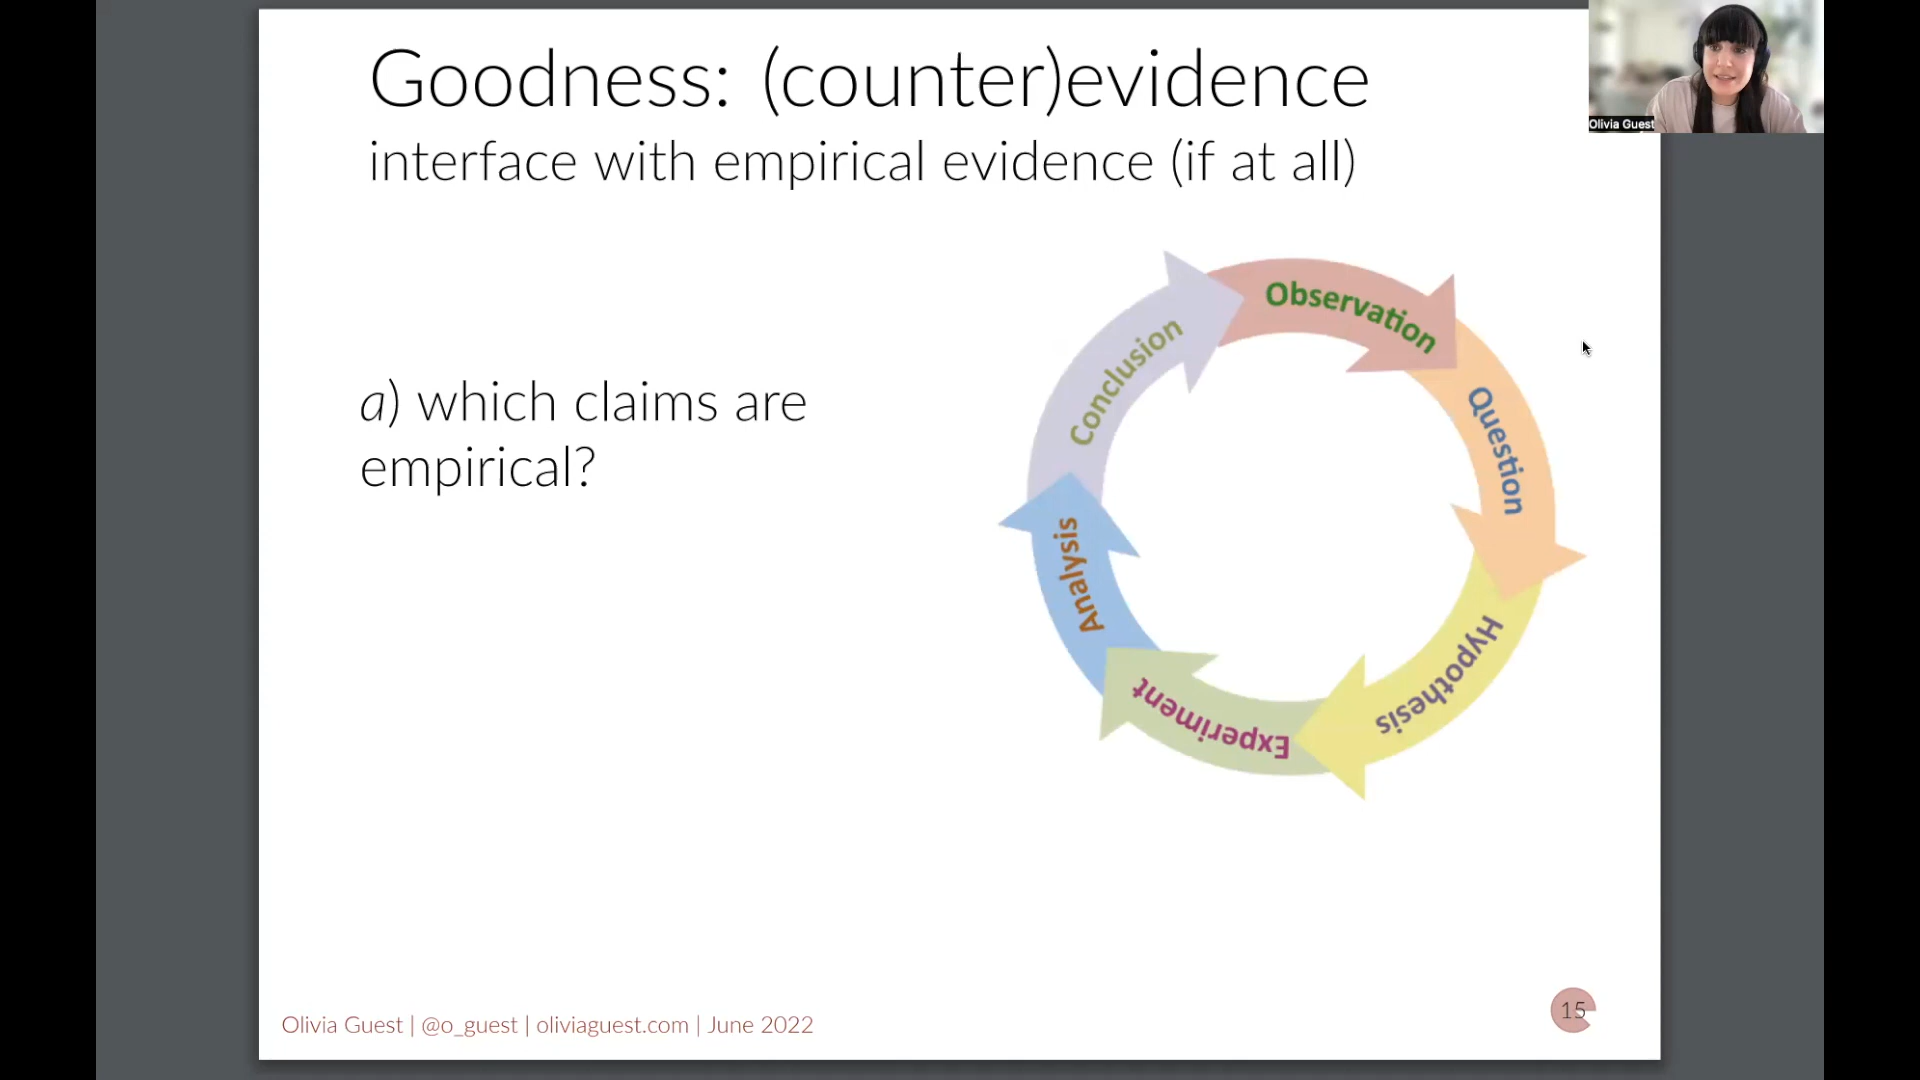 Goodness: (counter)evidence
interface with empirical evidence (if at all)
Olivia Guest
a) which claims are
empirical?
Observation
Question
Hypothesis
Experiment
Analysis
Conclusion
Olivia Guest | @o_guest | oliviaguest.com | June 2022
15